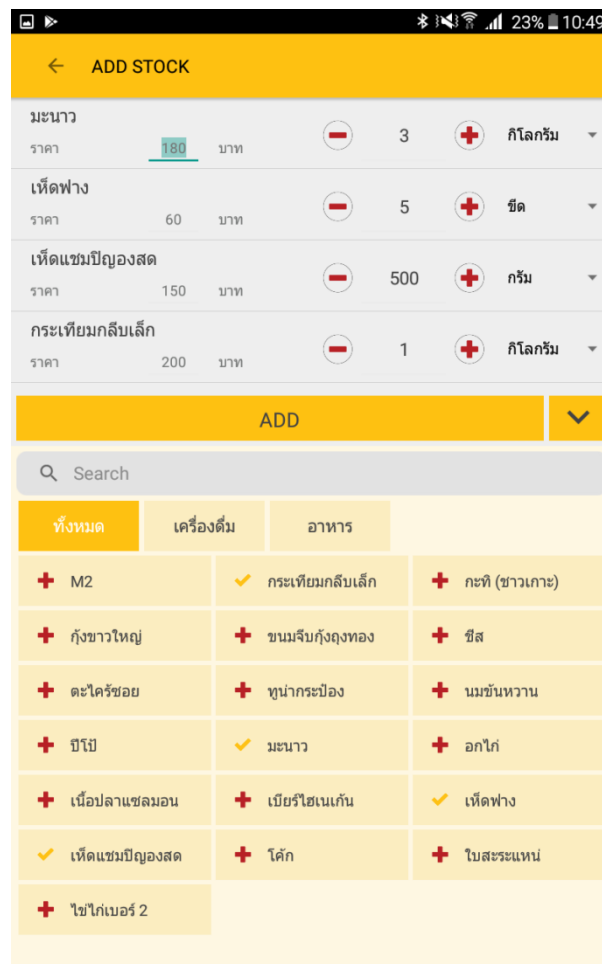 23% 10:49
ADD STOCK
มะนาว
ราคา 180 บาท 3 กิโลกรัม
เห็ดฟาง
ราคา 60 บาท 5 ขีด
เห็ดแชมปิญองสด
ราคา 150 บาท 500 กรัม
กระเทียมกลีบเล็ก
ราคา 200 บาท 1 กิโลกรัม
ADD
Search
ทั้งหมด เครื่องดื่ม อาหาร
M2 กระเทียมกลีบเล็ก กะทิ (ชาวเกาะ)
กุ้งขาวใหญ่ ขนมจีบกุ้งถุงทอง ชีส
ตะไคร้ซอย ทูน่ากระป๋อง นมข้นหวาน
ปีโป้ มะนาว อกไก่
เนื้อปลาแซลมอน เบียร์ไฮเนเก้น เห็ดฟาง
เห็ดแชมปิญองสด โค้ก ใบสะระแหน่
ไข่ไก่เบอร์ 2